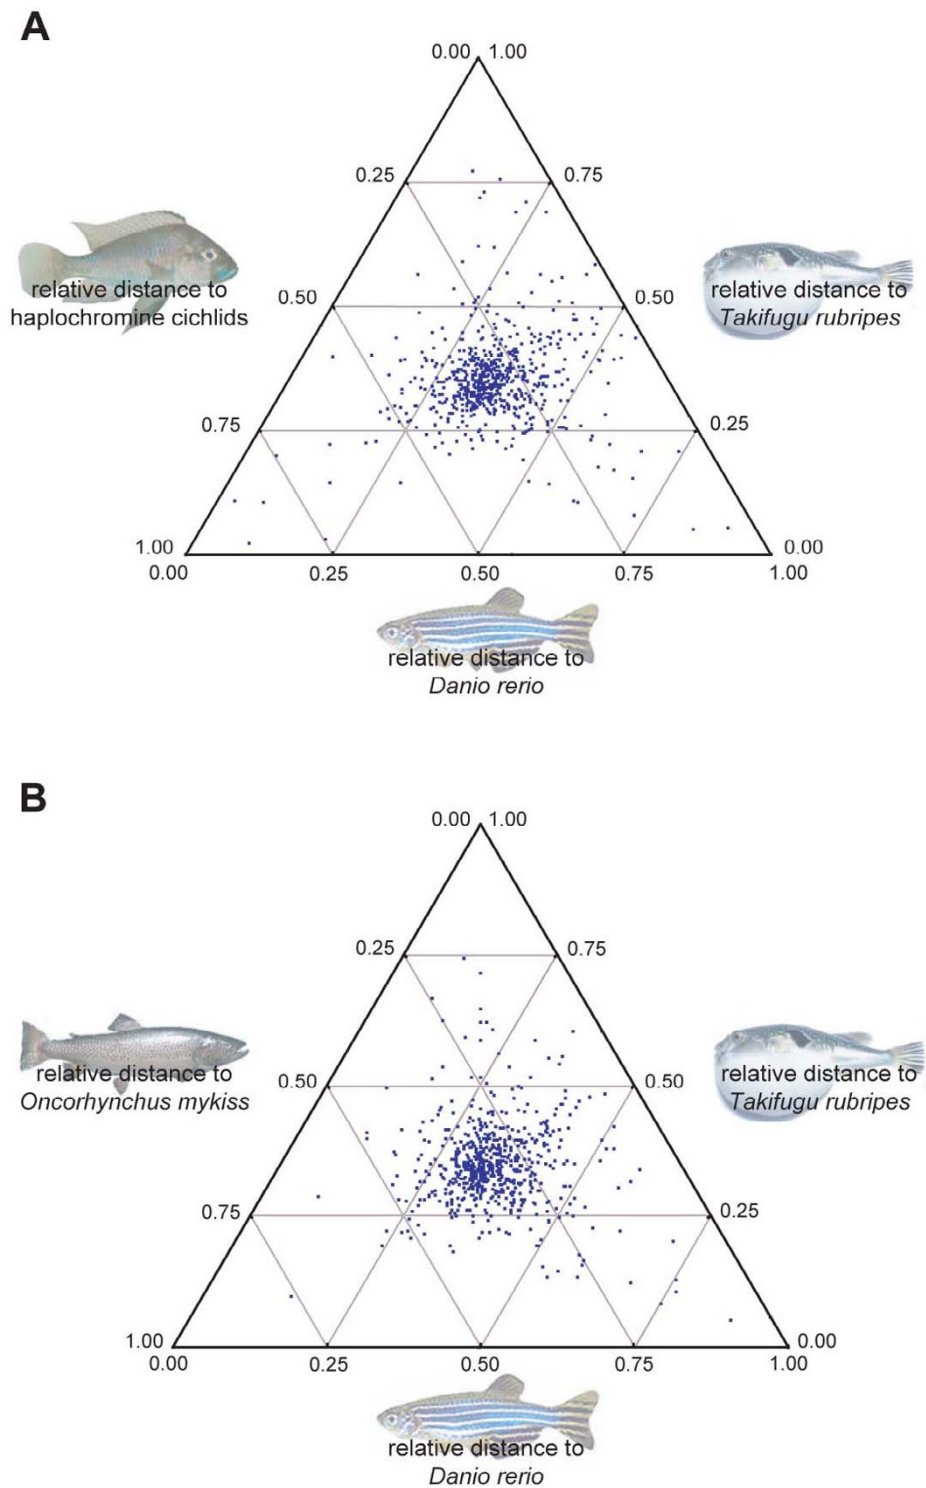 A
0.00 1.00
0.25 0.75
relative distance to
haplochromine cichlids
0.50 0.50
relative distance to
Takifugu rubripes
0.75 0.25
1.00 0.00
0.00 0.25 0.50 0.75 1.00
relative distance to
Danio rerio
B
0.00 1.00
0.25 0.75
relative distance to
Oncorhynchus mykiss
0.50 0.50
relative distance to
Takifugu rubripes
0.75 0.25
1.00 0.00
0.00 0.25 0.50 0.75 1.00
relative distance to
Danio rerio